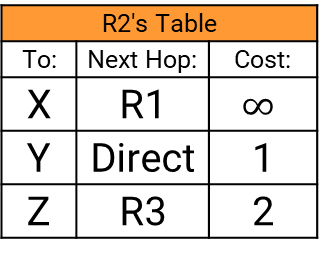 R2's Table
To: Next Hop: Cost:
X R1 ∞
Y Direct 1
Z R3 2